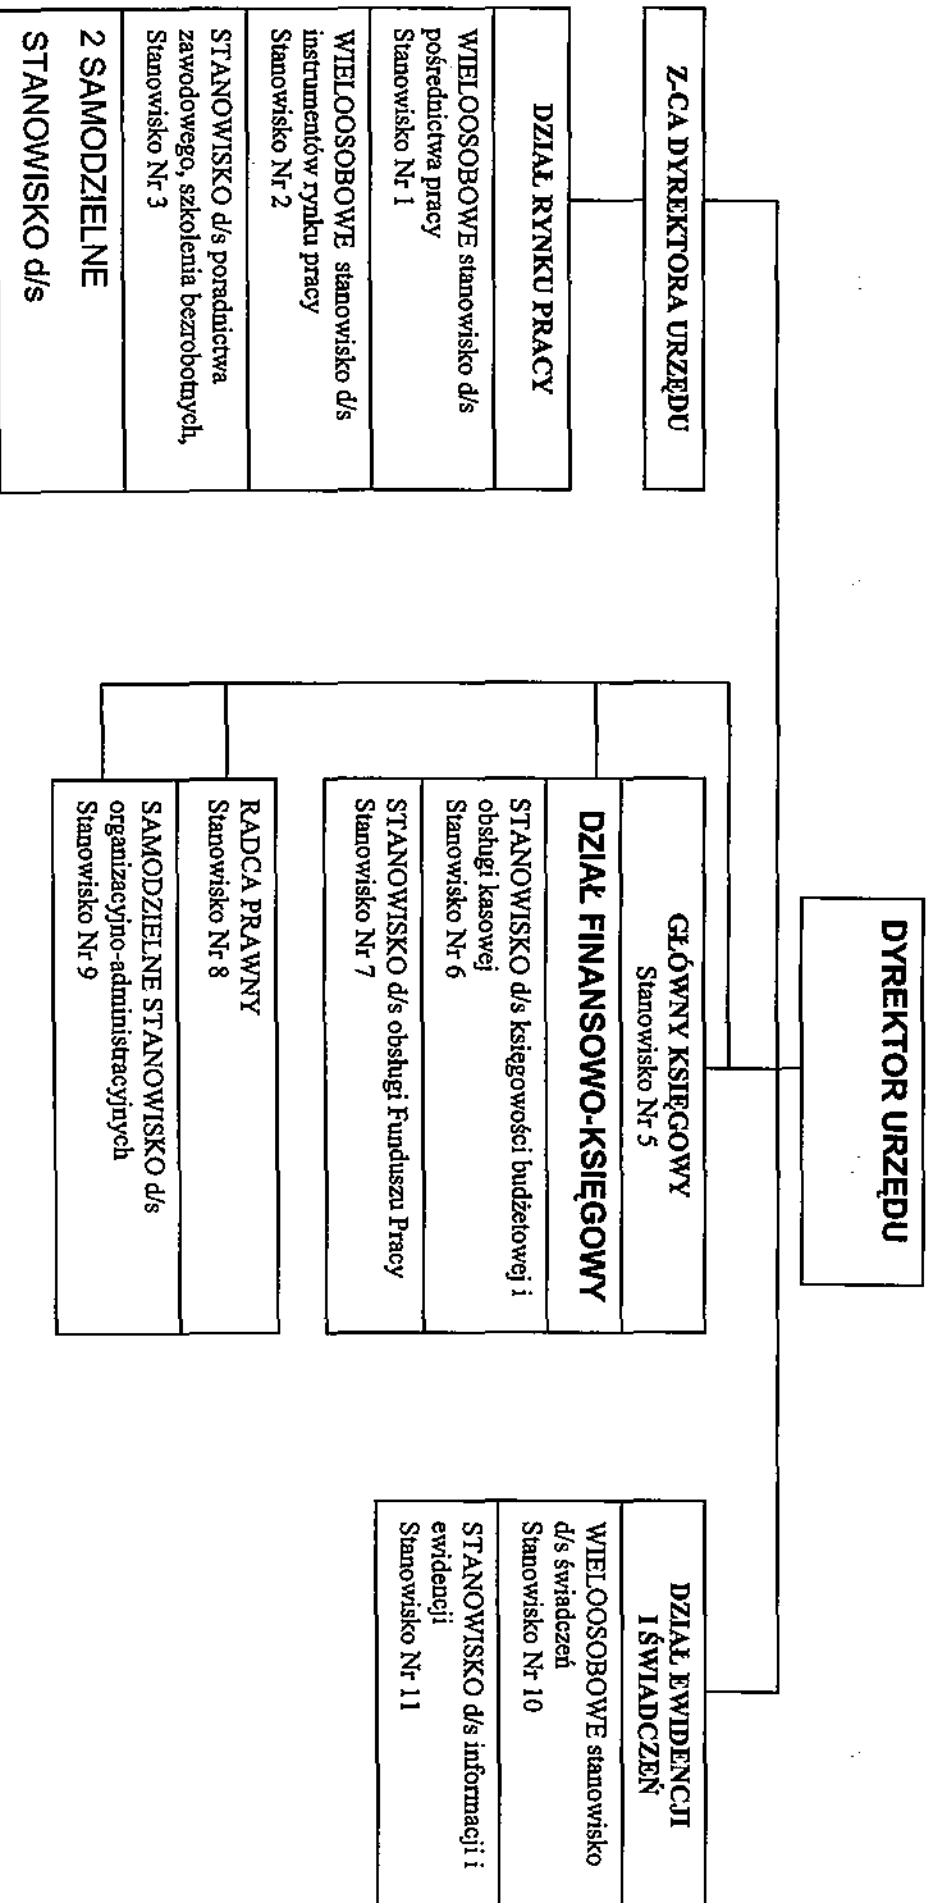 DYREKTOR URZĘDU
Z-CA DYREKTORA URZĘDU
DZIAŁ RYNKU PRACY
WIELOOSOBOWE stanowisko d/s
pośrednictwa pracy
Stanowisko Nr 1
WIELOOSOBOWE stanowisko d/s
instrumentów rynku pracy
Stanowisko Nr 2
STANOWISKO d/s poradnictwa
zawodowego, szkolenia bezrobotnych,
Stanowisko Nr 3
2 SAMODZIELNE
STANOWISKO d/s
GŁÓWNY KSIĘGOWY
Stanowisko Nr 5
DZIAŁ FINANSOWO-KSIĘGOWY
STANOWISKO d/s księgowości budżetowej i
obsługi kasowej
Stanowisko Nr 6
STANOWISKO d/s obsługi Funduszu Pracy
Stanowisko Nr 7
RADCA PRAWNY
Stanowisko Nr 8
SAMODZIELNE STANOWISKO d/s
organizacyjno-administracyjnych
Stanowisko Nr 9
DZIAŁ EWIDENCJI
I ŚWIADCZEŃ
WIELOOSOBOWE stanowisko
d/s świadczeń
Stanowisko Nr 10
STANOWISKO d/s informacji i
ewidencji
Stanowisko Nr 11